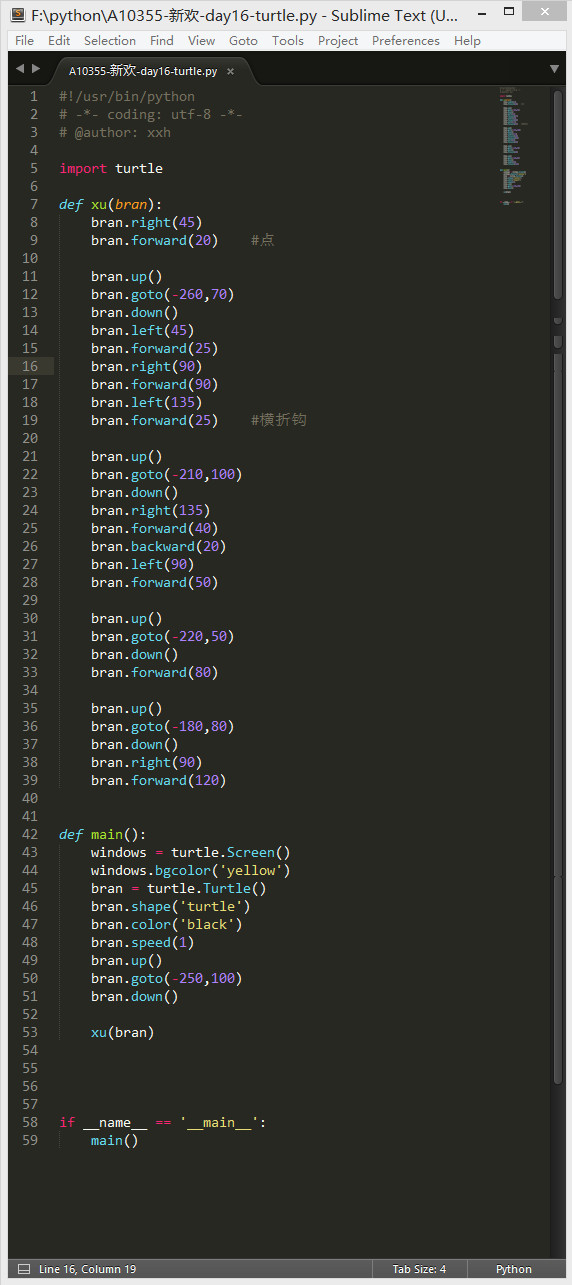 F:\python\A10355-新欢-day16-turtle.py - Sublime Text (U...
File Edit Selection Find View Goto Tools Project Preferences Help
A10355-新欢-day16-turtle.py ×
1 #!/usr/bin/python
2 # -*- coding: utf-8 -*-
3 # @author: xxh
4
5 import turtle
6
7 def xu(bran):
8     bran.right(45)
9     bran.forward(20)    #点
10
11     bran.up()
12     bran.goto(-260,70)
13     bran.down()
14     bran.left(45)
15     bran.forward(25)
16     bran.right(90)
17     bran.forward(90)
18     bran.left(135)
19     bran.forward(25)    #横折钩
20
21     bran.up()
22     bran.goto(-210,100)
23     bran.down()
24     bran.right(135)
25     bran.forward(40)
26     bran.backward(20)
27     bran.left(90)
28     bran.forward(50)
29
30     bran.up()
31     bran.goto(-220,50)
32     bran.down()
33     bran.forward(80)
34
35     bran.up()
36     bran.goto(-180,80)
37     bran.down()
38     bran.right(90)
39     bran.forward(120)
40
41
42 def main():
43     windows = turtle.Screen()
44     windows.bgcolor('yellow')
45     bran = turtle.Turtle()
46     bran.shape('turtle')
47     bran.color('black')
48     bran.speed(1)
49     bran.up()
50     bran.goto(-250,100)
51     bran.down()
52
53     xu(bran)
54
55
56
57
58 if __name__ == '__main__':
59     main()
Line 16, Column 19 Tab Size: 4 Python